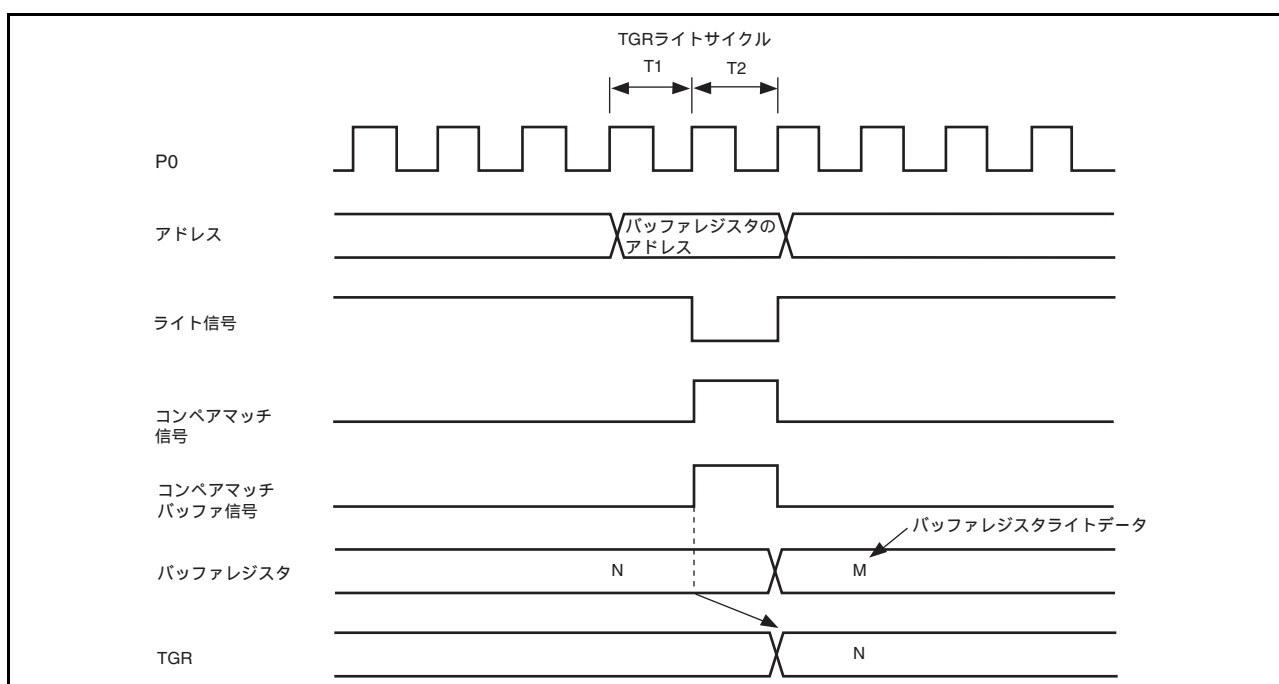 TGRライトサイクル
T1
T2
P0
アドレス
バッファレジスタの
アドレス
ライト信号
コンペアマッチ
信号
コンペアマッチ
バッファ信号
バッファレジスタライトデータ
バッファレジスタ
N
M
TGR
N